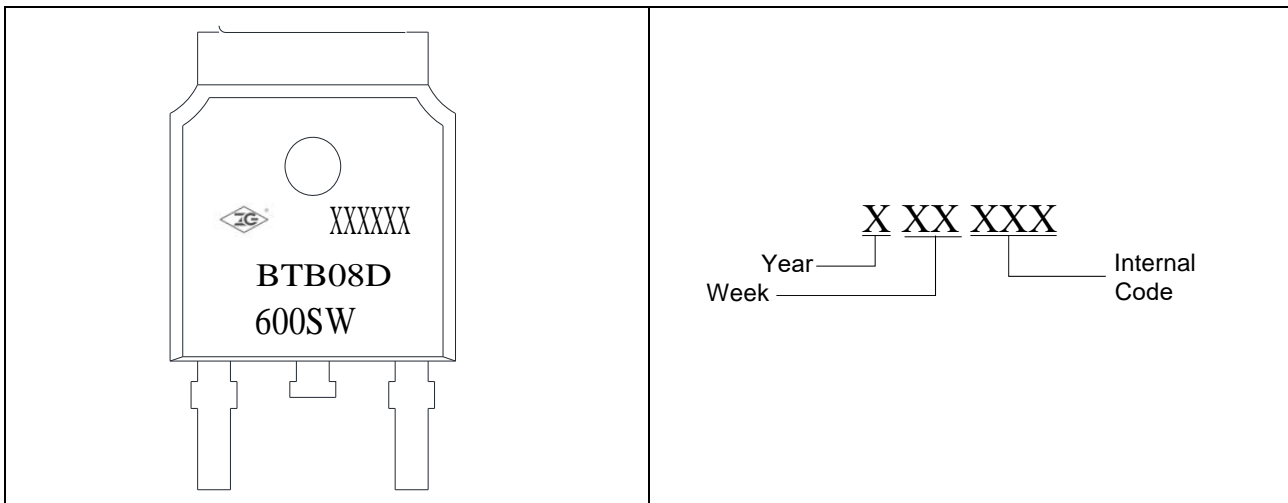 XXXXXX
BTB08D
600SW
X XX XXX
Year
Week
Internal
Code